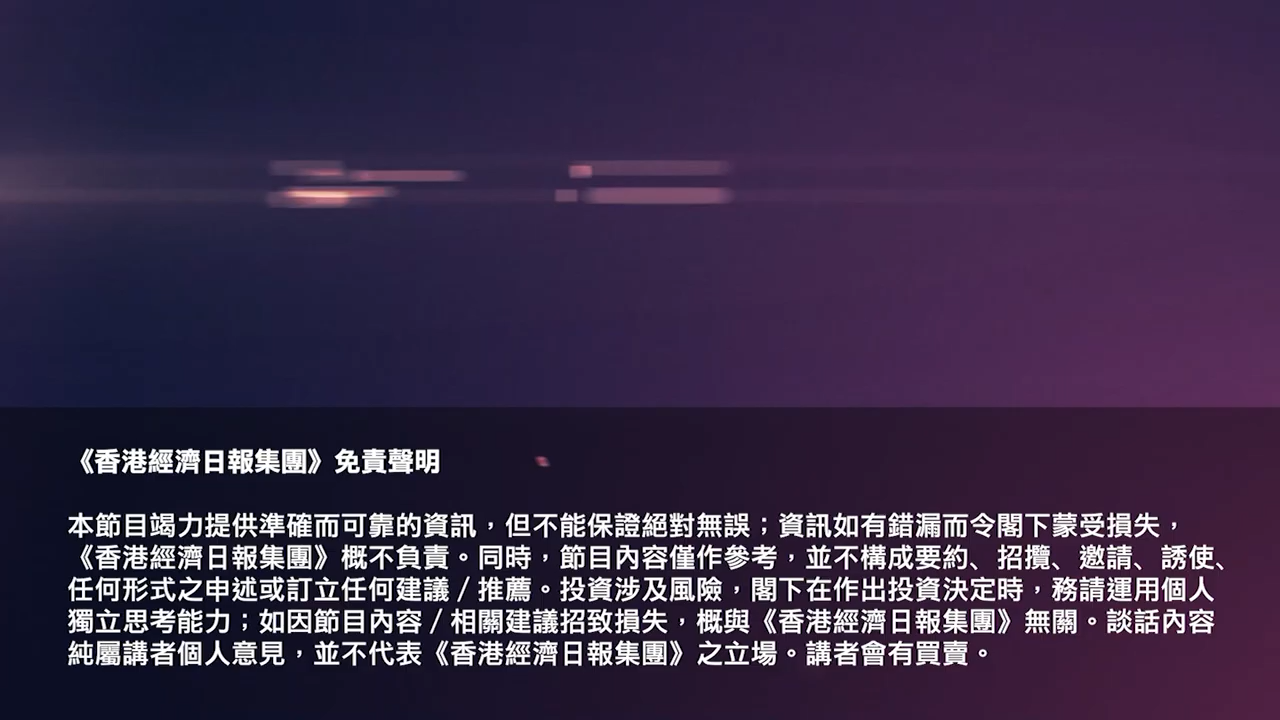 《香港經濟日報集團》免責聲明
本節目竭力提供準確而可靠的資訊，但不能保證絕對無誤；資訊如有錯漏而令閣下蒙受損失，
《香港經濟日報集團》概不負責。同時，節目內容僅作參考，並不構成要約、招攬、邀請、誘使、
任何形式之申述或訂立任何建議／推薦。投資涉及風險，閣下在作出投資決定時，務請運用個人
獨立思考能力；如因節目內容／相關建議招致損失，概與《香港經濟日報集團》無關。談話內容
純屬講者個人意見，並不代表《香港經濟日報集團》之立場。講者會有買賣。